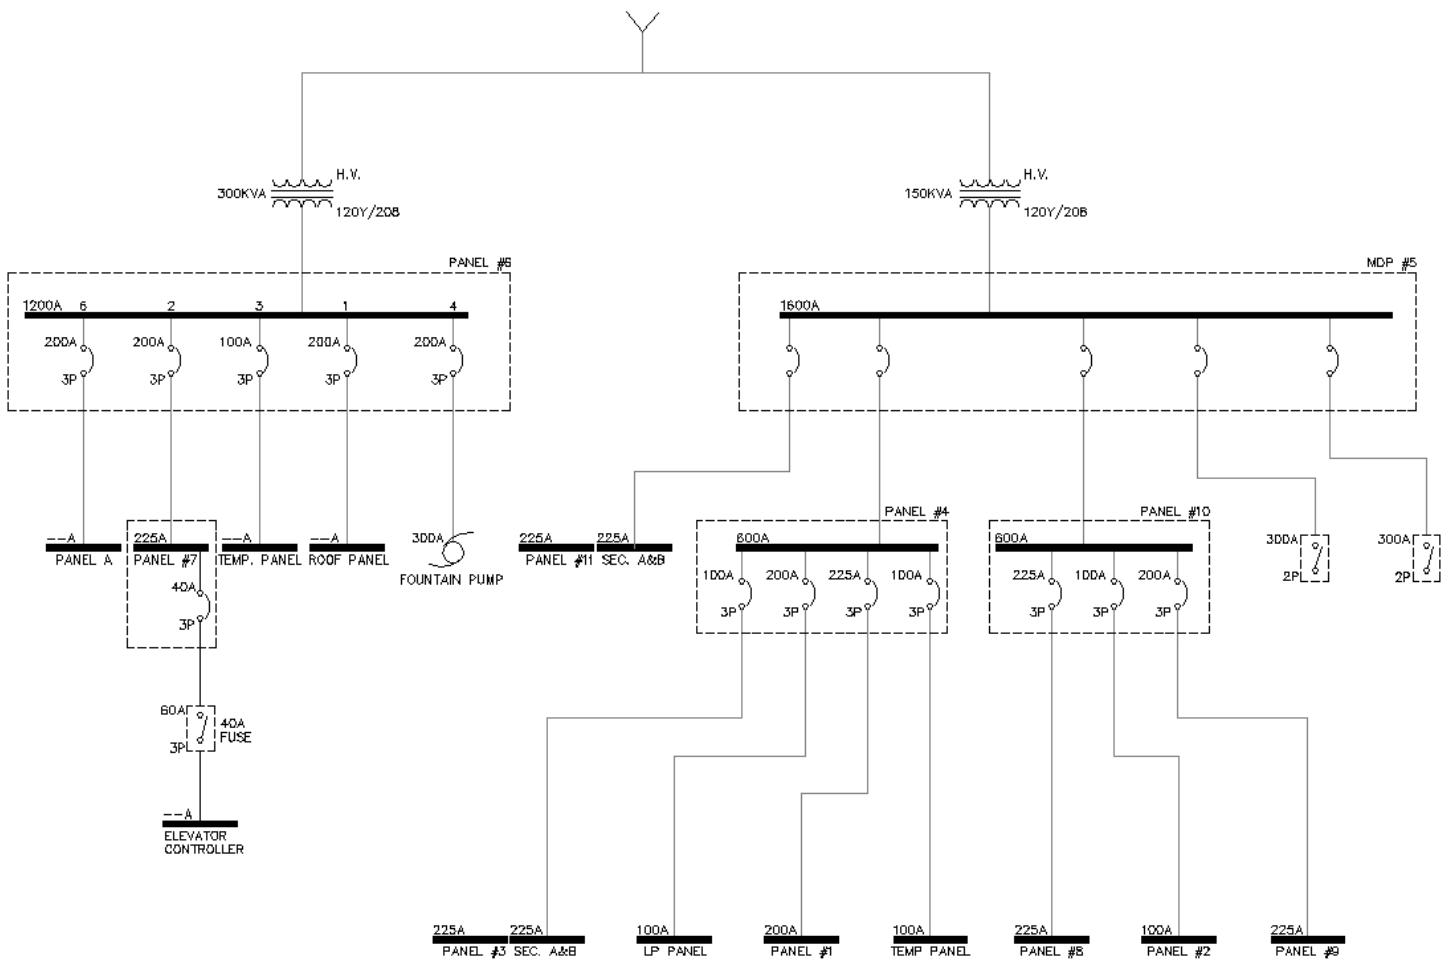 H.V.
300KVA
120Y/208
H.V.
150KVA
120Y/208
PANEL #6
MDP #5
1200A 6 2 3 1 4
1600A
200A 200A 100A 200A 200A
3P 3P 3P 3P 3P
--A
PANEL A
225A
PANEL #7
--A
TEMP. PANEL
--A
ROOF PANEL
300A
FOUNTAIN PUMP
225A 225A
PANEL #11 SEC. A&B
PANEL #4
600A
100A 200A 225A 100A
3P 3P 3P 3P
PANEL #10
600A
225A 100A 200A
3P 3P 3P
300A
2P
300A
2P
40A
3P
60A
3P
40A
FUSE
--A
ELEVATOR
CONTROLLER
225A 225A
PANEL #3 SEC. A&B
100A
LP PANEL
200A
PANEL #1
100A
TEMP PANEL
225A
PANEL #8
100A
PANEL #2
225A
PANEL #9